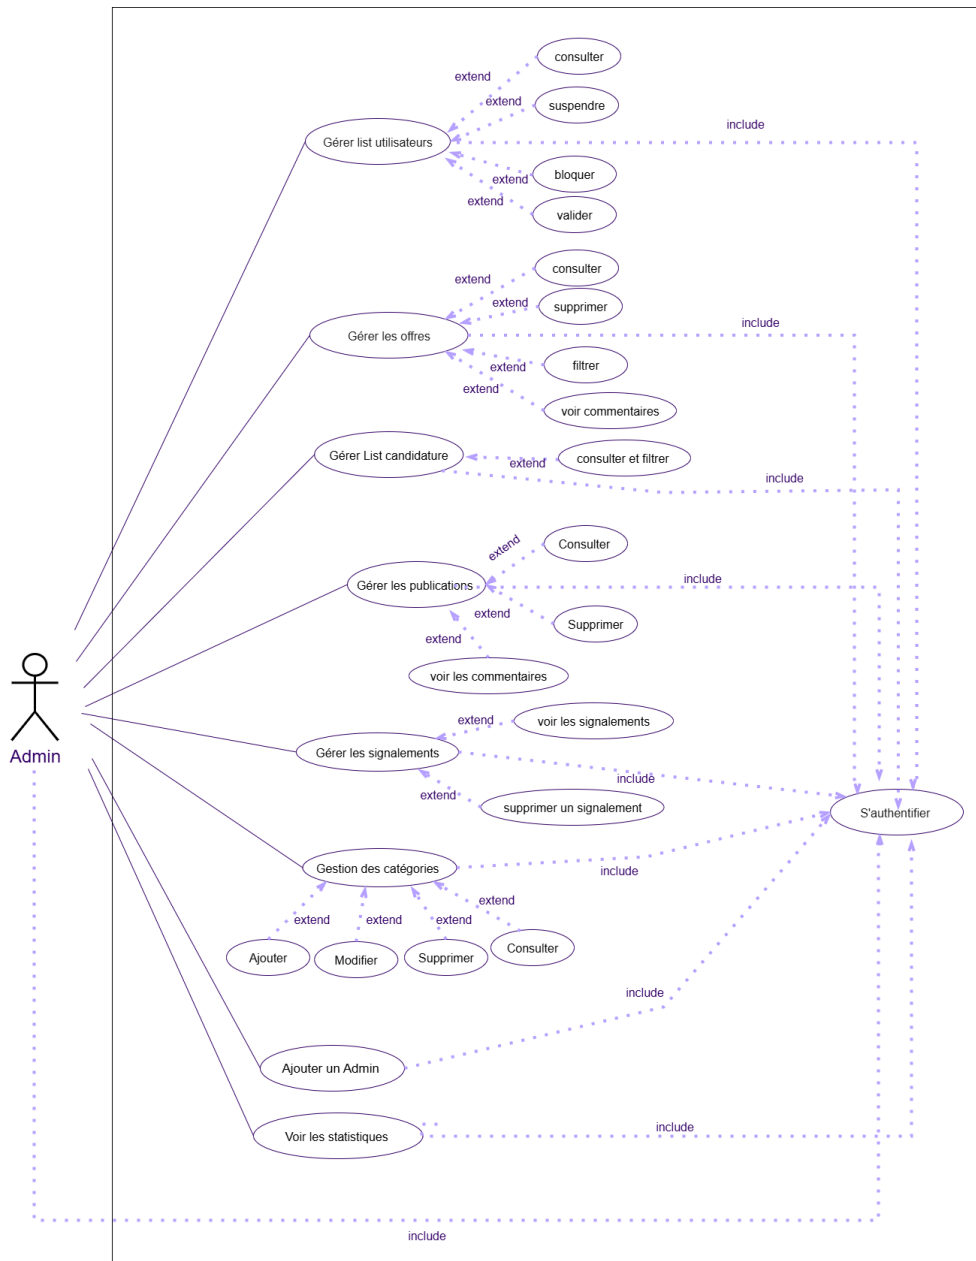 consulter
extend
suspendre
extend
include
Gérer list utilisateurs
bloquer
extend
extend
valider
consulter
extend
supprimer
extend
include
Gérer les offres
filtrer
extend
extend
voir commentaires
Gérer List candidature
consulter et filtrer
extend
include
Consulter
extend
include
Gérer les publications
extend
Supprimer
extend
voir les commentaires
voir les signalements
extend
Gérer les signalements
Admin
include
extend
supprimer un signalement
S'authentifier
Gestion des catégories
include
extend
extend
extend
extend
Ajouter
Modifier
Supprimer
Consulter
include
Ajouter un Admin
include
Voir les statistiques
include